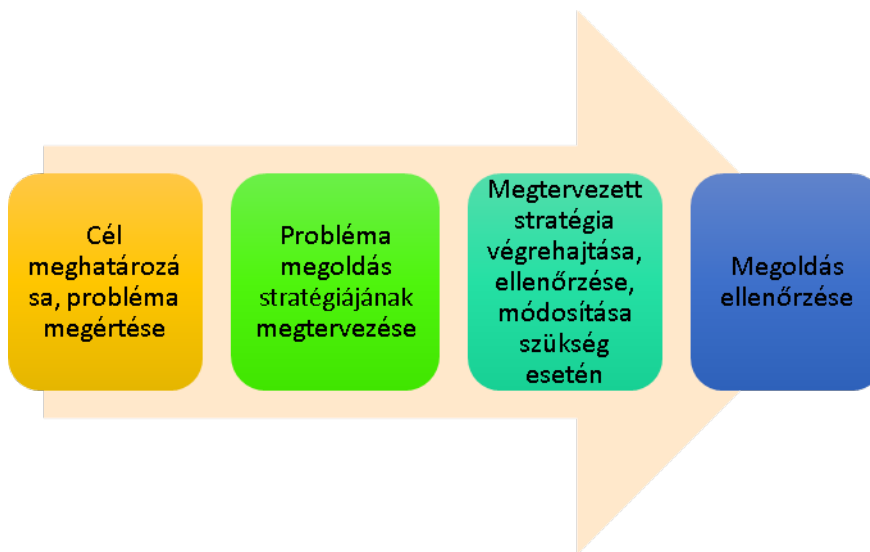 Cél
meghatározá
sa, probléma
megértése
Probléma
megoldás
stratégiájának
megtervezése
Megtervezett
stratégia
végrehajtása,
ellenőrzése,
módosítása
szükség
esetén
Megoldás
ellenőrzése